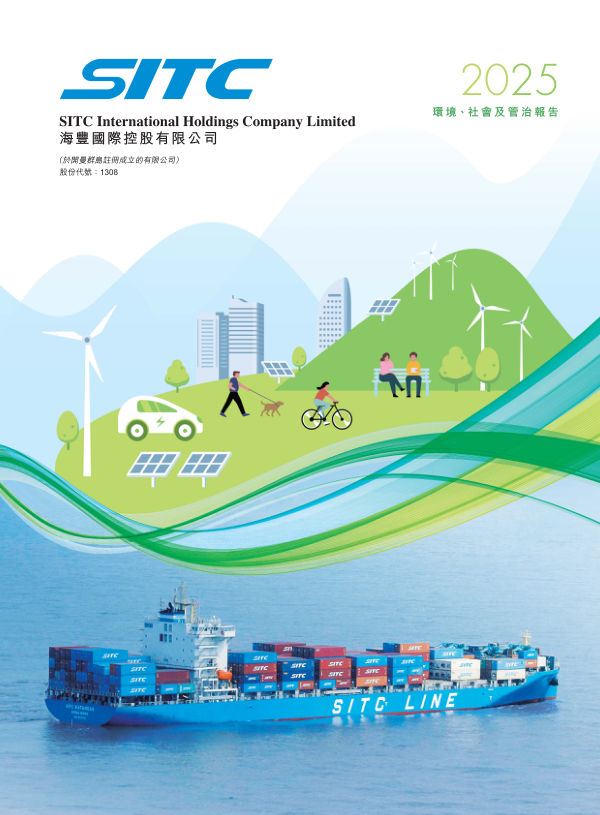 SITC
2025
環境、社會及管治報告
SITC International Holdings Company Limited
海豐國際控股有限公司
(於開曼群島註冊成立的有限公司)
股份代號：1308
SITC LINE